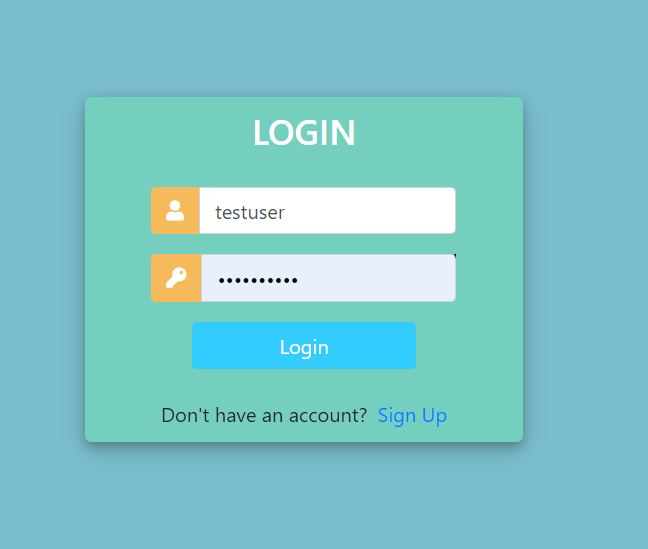 LOGIN
testuser
••••••••••
Login
Don't have an account? Sign Up